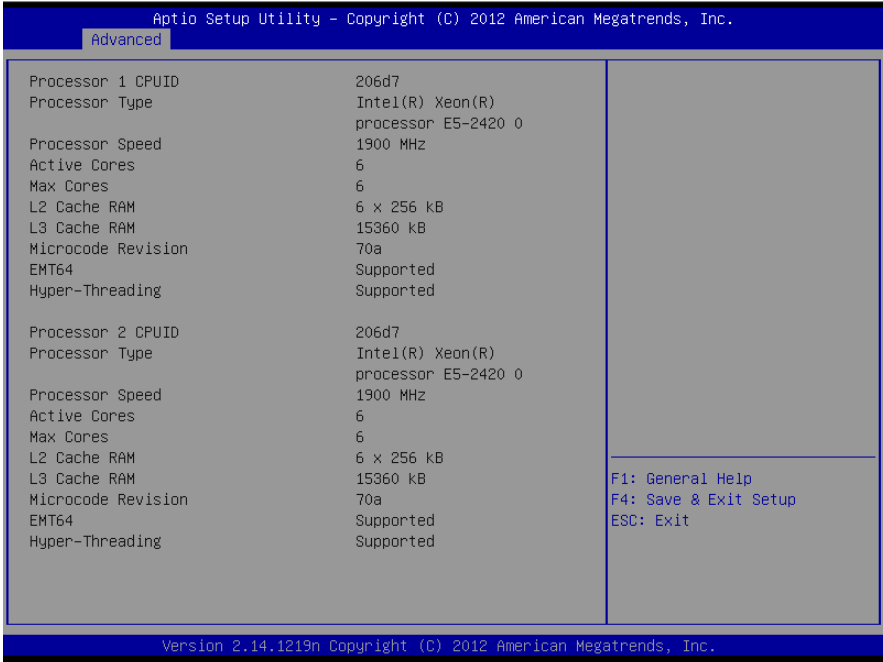 Aptio Setup Utility – Copyright (C) 2012 American Megatrends, Inc.
Advanced
Processor 1 CPUID 206d7
Processor Type Intel(R) Xeon(R)
processor E5-2420 0
Processor Speed 1900 MHz
Active Cores 6
Max Cores 6
L2 Cache RAM 6 x 256 kB
L3 Cache RAM 15360 kB
Microcode Revision 70a
EMT64 Supported
Hyper-Threading Supported
Processor 2 CPUID 206d7
Processor Type Intel(R) Xeon(R)
processor E5-2420 0
Processor Speed 1900 MHz
Active Cores 6
Max Cores 6
L2 Cache RAM 6 x 256 kB
L3 Cache RAM 15360 kB
Microcode Revision 70a
EMT64 Supported
Hyper-Threading Supported
F1: General Help
F4: Save & Exit Setup
ESC: Exit
Version 2.14.1219n Copyright (C) 2012 American Megatrends, Inc.